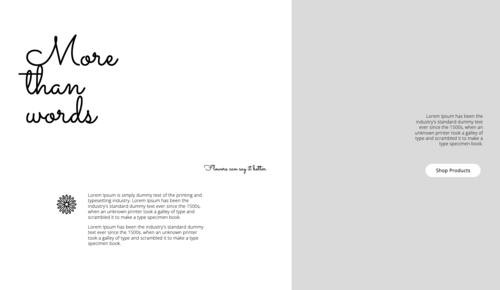 More
than
words
Flowers can say it better.
Lorem Ipsum is simply dummy text of the printing and
typesetting industry. Lorem Ipsum has been the
industry's standard dummy text ever since the 1500s,
when an unknown printer took a galley of type and
scrambled it to make a type specimen book.
Lorem Ipsum has been the industry's standard
dummy text ever since the 1500s, when an unknown
printer took a galley of type and scrambled it to make
a type specimen book.
Lorem Ipsum has been the
industry's standard dummy text
ever since the 1500s, when an
unknown printer took a galley of
type and scrambled it to make a
type specimen book.
Shop Products